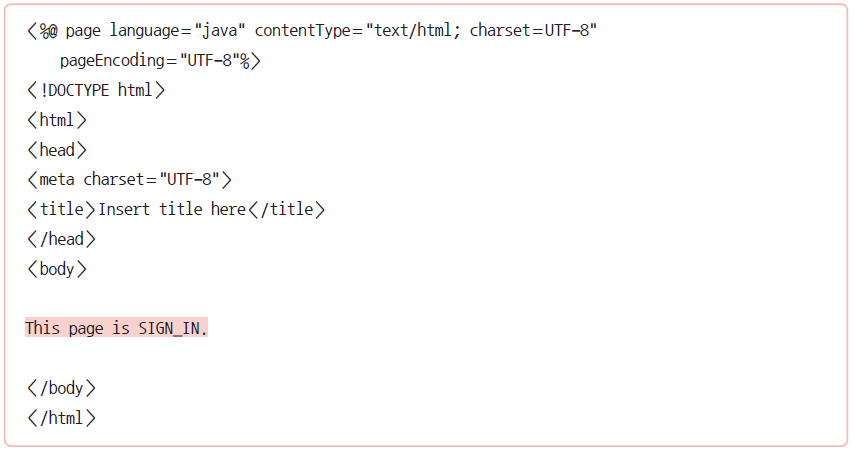 <%@ page language="java" contentType="text/html; charset=UTF-8"
pageEncoding="UTF-8"%>
<!DOCTYPE html>
<html>
<head>
<meta charset="UTF-8">
<title>Insert title here</title>
</head>
<body>
This page is SIGN_IN.
</body>
</html>